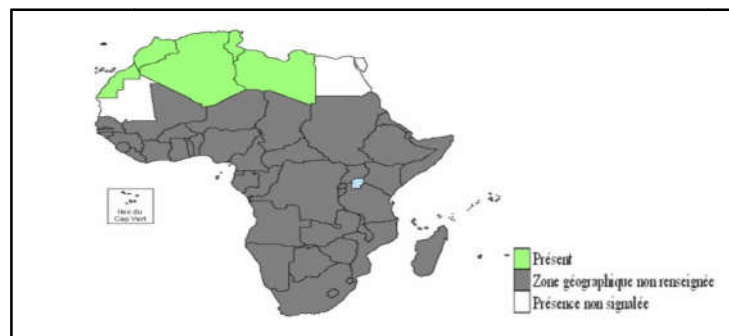 Iles du
Cap Vert
Présent
Zone géographique non renseignée
Présence non signalée